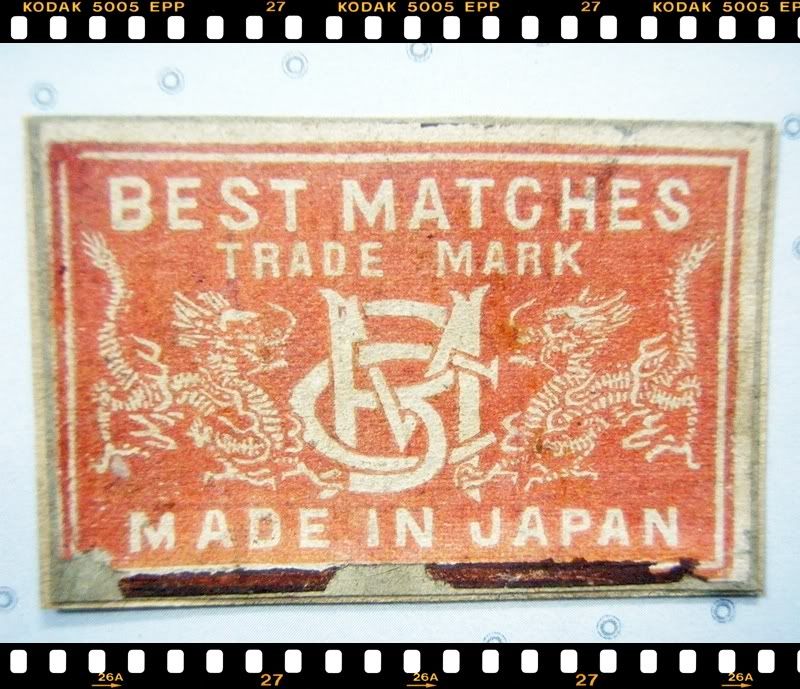 KODAK 5005 EPP 27 KODAK 5005 EPP 27 KODAK 5005 EP
BEST MATCHES
TRADE MARK
MADE IN JAPAN
26A 27 26A 27 26A